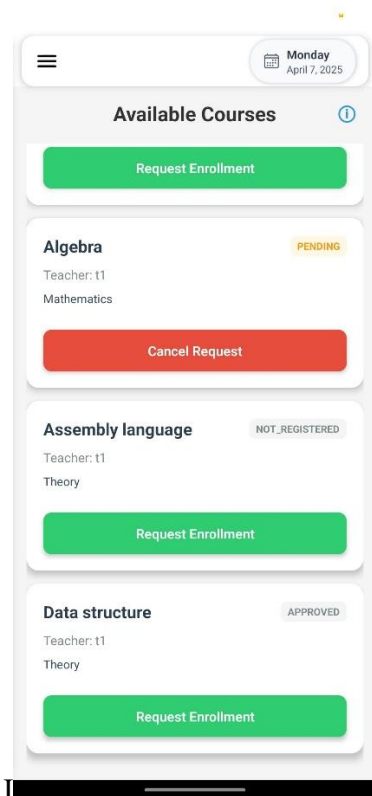 Monday
April 7, 2025
Available Courses
Request Enrollment
Algebra
PENDING
Teacher: t1
Mathematics
Cancel Request
Assembly language
NOT_REGISTERED
Teacher: t1
Theory
Request Enrollment
Data structure
APPROVED
Teacher: t1
Theory
Request Enrollment